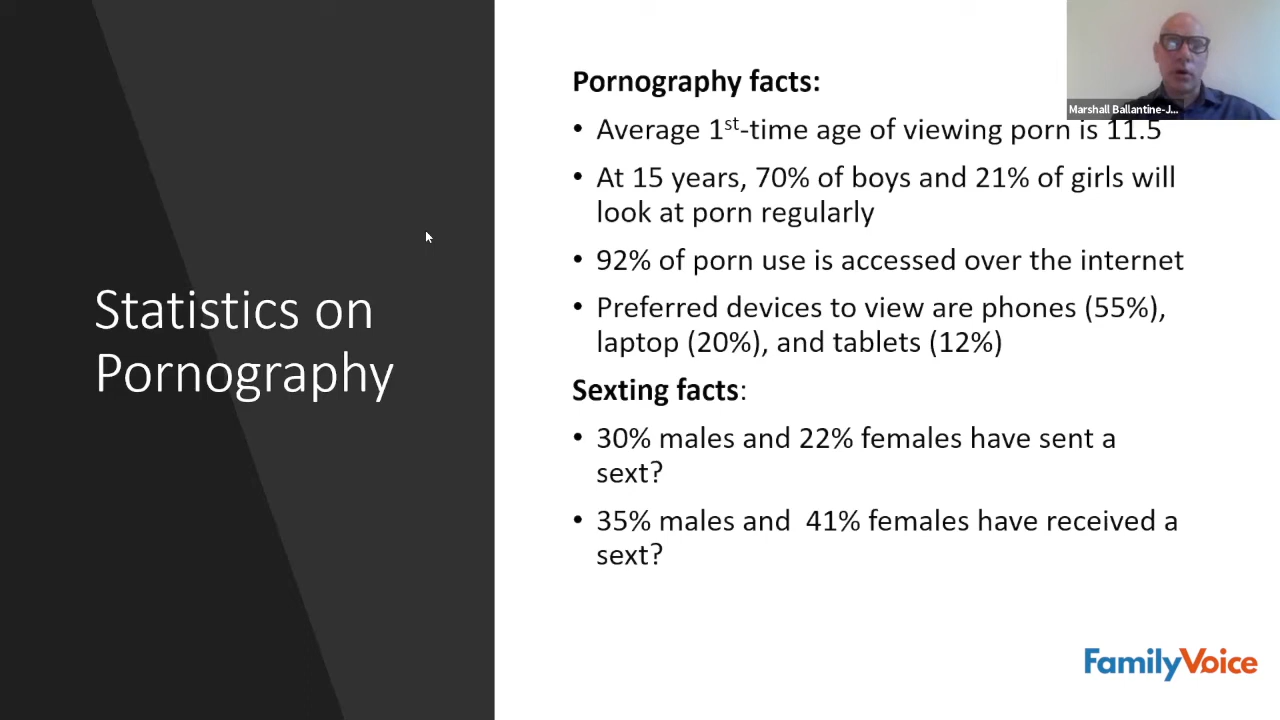 Statistics on
Pornography
Pornography facts:
• Average 1st-time age of viewing porn is 11.5
• At 15 years, 70% of boys and 21% of girls will
look at porn regularly
• 92% of porn use is accessed over the internet
• Preferred devices to view are phones (55%),
laptop (20%), and tablets (12%)
Sexting facts:
• 30% males and 22% females have sent a
sext?
• 35% males and  41% females have received a
sext?
Marshall Ballantine-J...
FamilyVoice